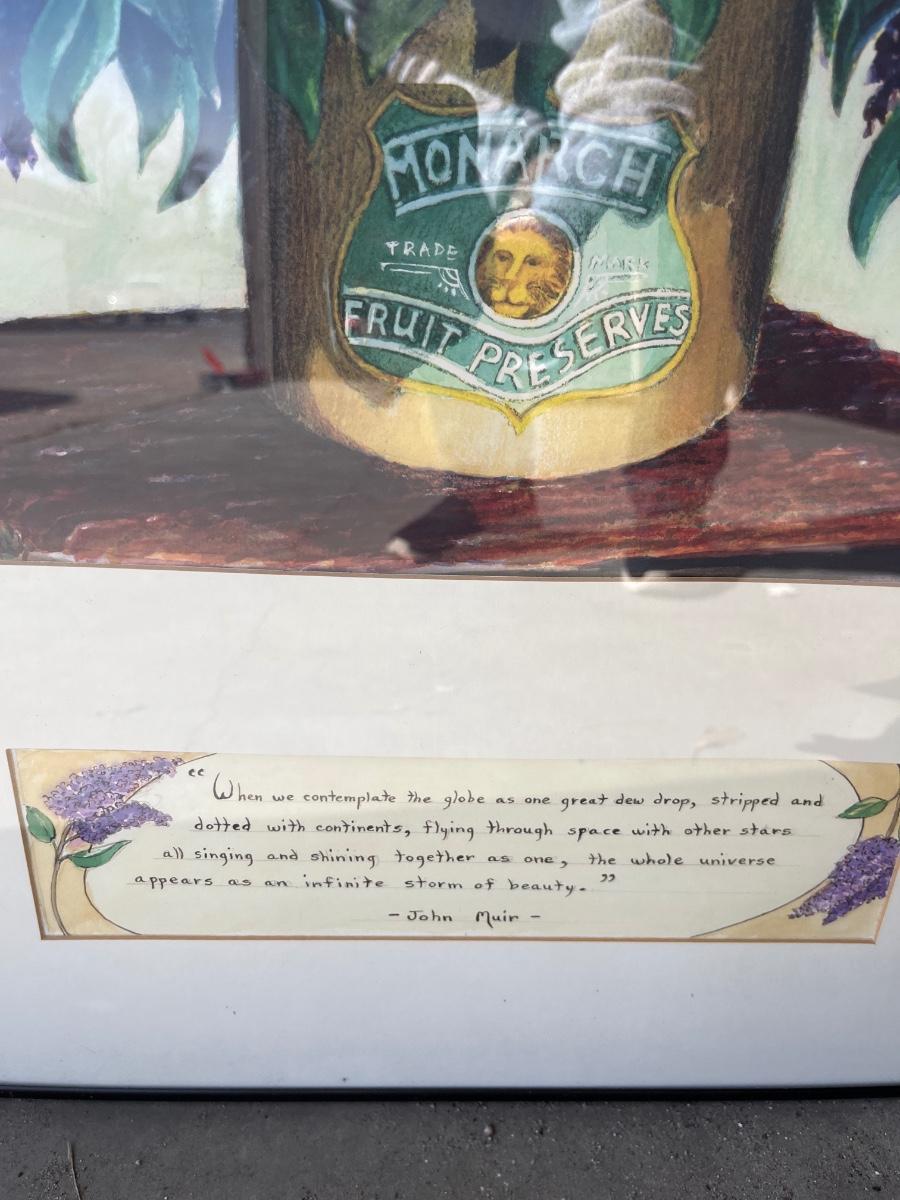 MONARCH
TRADE MARK
FRUIT PRESERVES
“When we contemplate the globe as one great dew drop, stripped and
dotted with continents, flying through space with other stars
all singing and shining together as one, the whole universe
appears as an infinite storm of beauty.”
- John Muir -